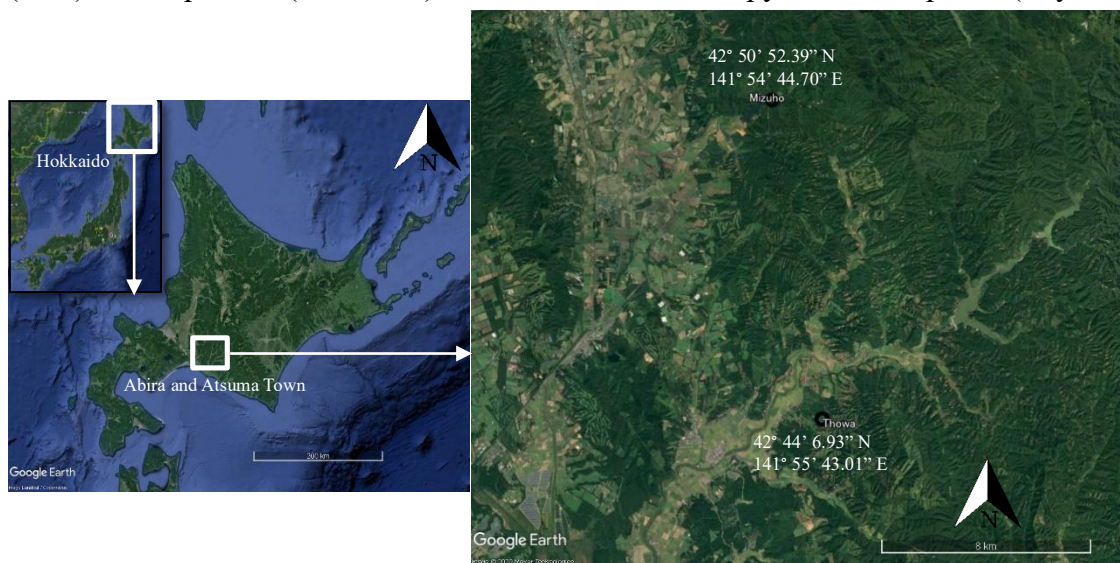 Hokkaido
N
Abira and Atsuma Town
200 km
Google Earth
42° 50’ 52.39” N
141° 54’ 44.70” E
Mizuho
Thowa
42° 44’ 6.93” N
141° 55’ 43.01” E
N
Google Earth
8 km